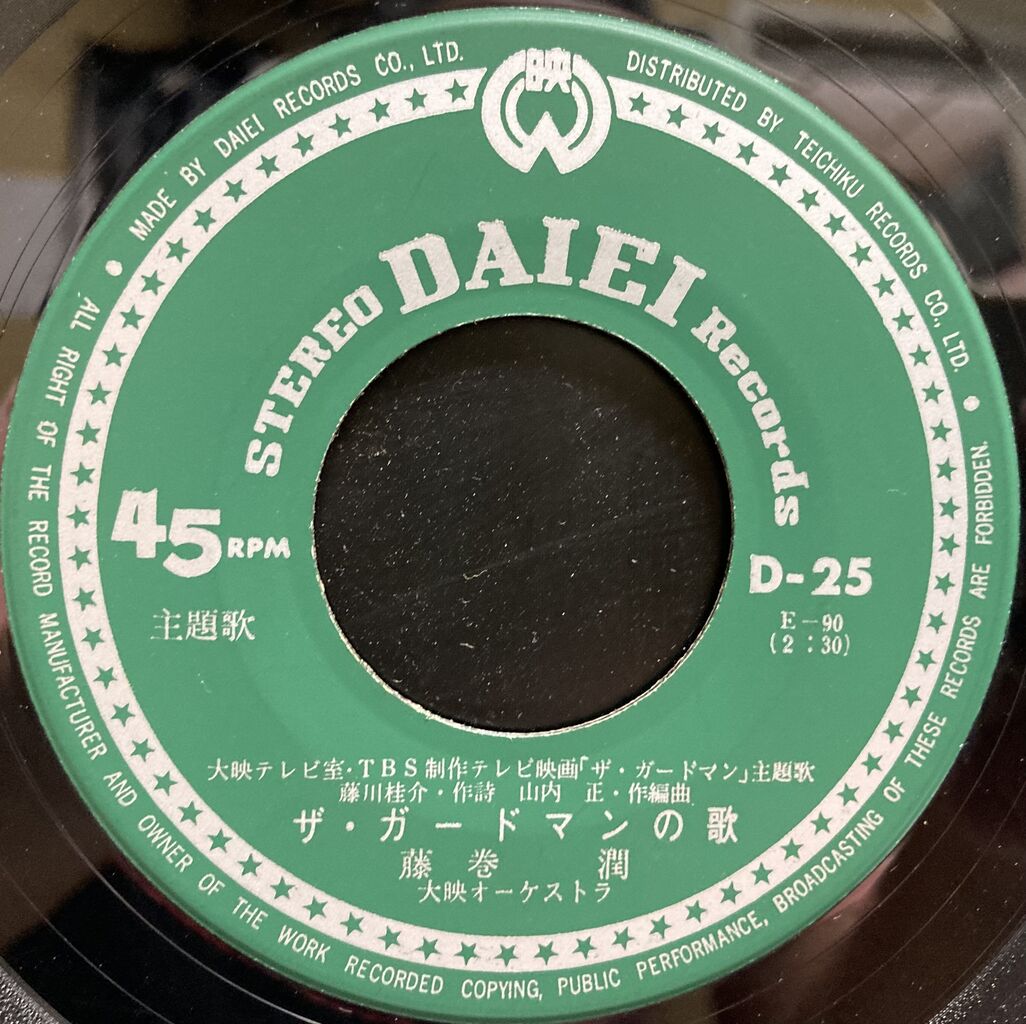 MADE BY DAIEI RECORDS CO., LTD.
映
DISTRIBUTED BY TEICHIKU RECORDS CO., LTD.
STEREO DAIEI Records
45 RPM
主題歌
D-25
E-90
(2:30)
大映テレビ室・TBS制作テレビ映画「ザ・ガードマン」主題歌
藤川桂介・作詩 山内 正・作編曲
ザ・ガードマンの歌
藤巻 潤
大映オーケストラ
ALL RIGHT OF THE RECORD MANUFACTURER AND OWNER OF THE WORK RECORDED COPYING, PUBLIC PERFORMANCE, BROADCASTING OF THESE RECORDS ARE FORBIDDEN.